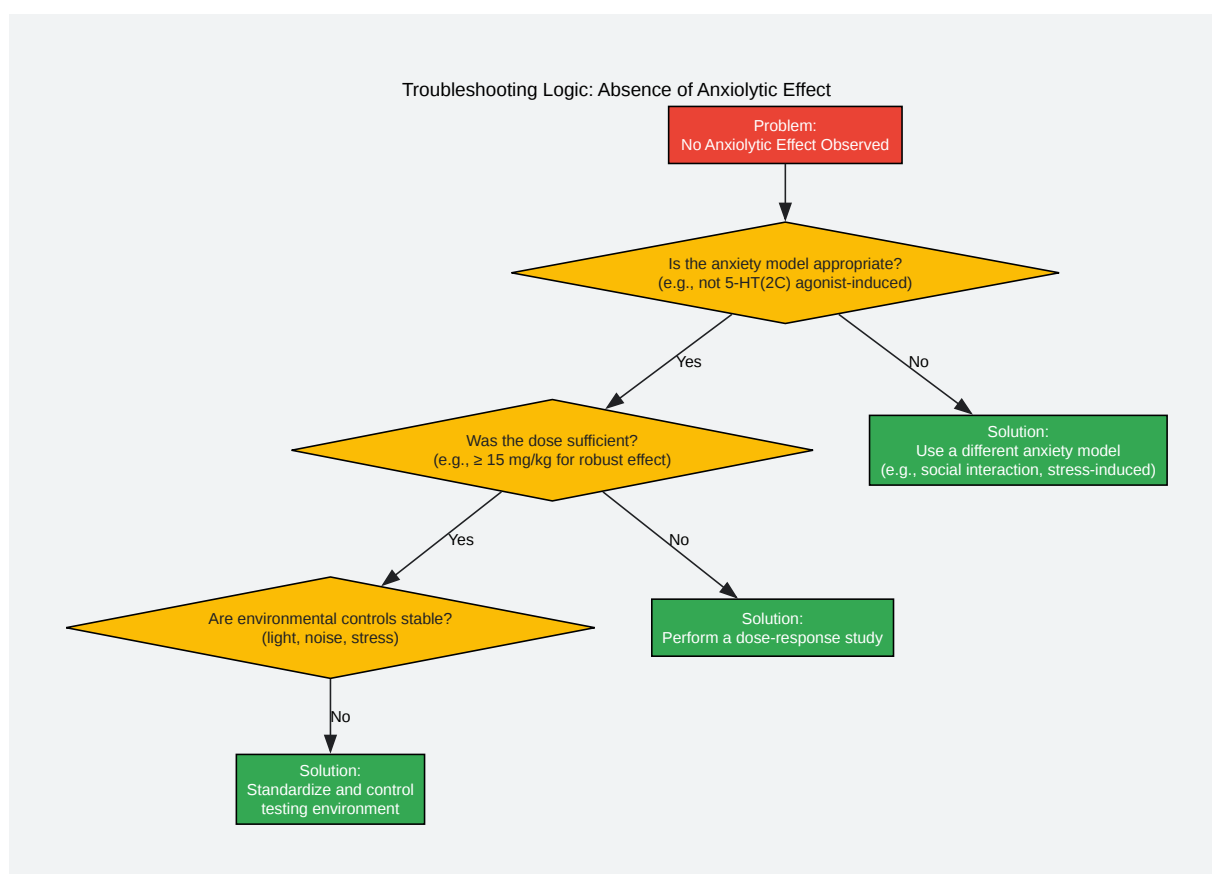 Troubleshooting Logic: Absence of Anxiolytic Effect
Problem:
No Anxiolytic Effect Observed
Is the anxiety model appropriate?
(e.g., not 5-HT(2C) agonist-induced)
Yes
No
Was the dose sufficient?
(e.g., ≥ 15 mg/kg for robust effect)
Solution:
Use a different anxiety model
(e.g., social interaction, stress-induced)
Yes
No
Are environmental controls stable?
(light, noise, stress)
Solution:
Perform a dose-response study
No
Solution:
Standardize and control
testing environment